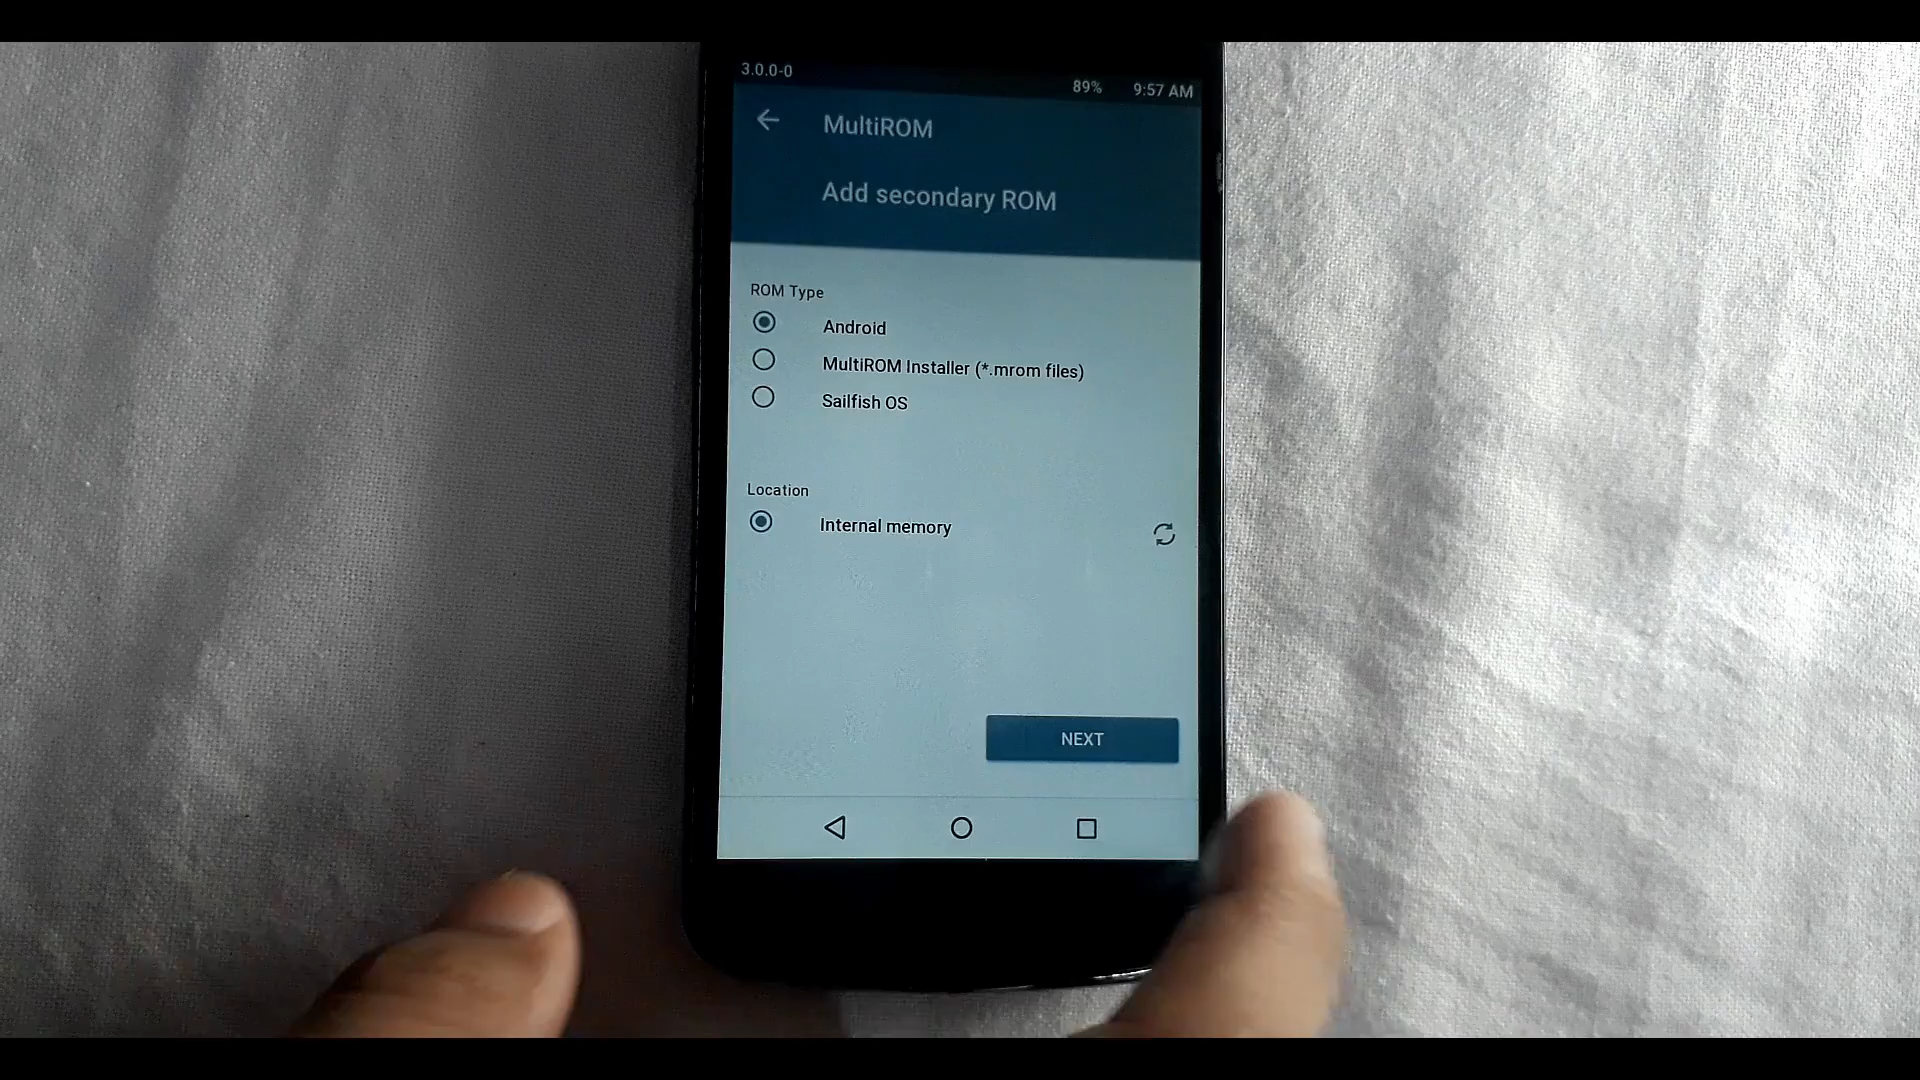 3.0.0-0
89% 9:57 AM
MultiROM
Add secondary ROM
ROM Type
Android
MultiROM Installer (*.mrom files)
Sailfish OS
Location
Internal memory
NEXT